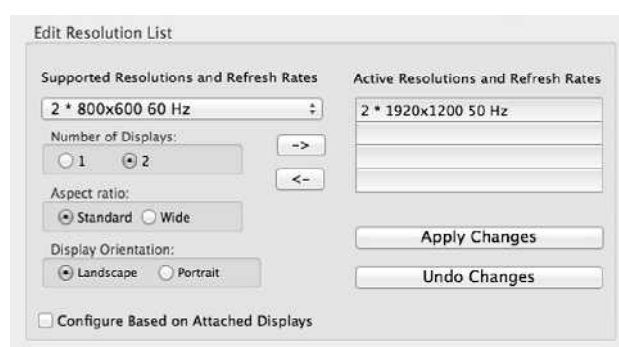 Edit Resolution List
Supported Resolutions and Refresh Rates
2 * 800x600 60 Hz
Number of Displays:
1 2
Aspect ratio:
Standard Wide
Display Orientation:
Landscape Portrait
Configure Based on Attached Displays
->
<-
Active Resolutions and Refresh Rates
2 * 1920x1200 50 Hz
Apply Changes
Undo Changes